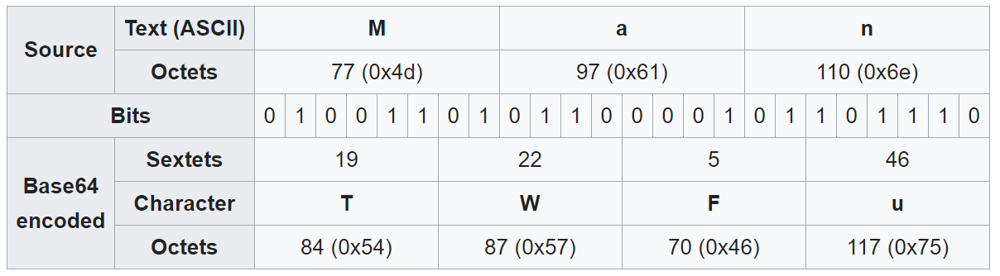 Source Text (ASCII) M a n
Octets 77 (0x4d) 97 (0x61) 110 (0x6e)
Bits 0 1 0 0 1 1 0 1 0 1 1 0 0 0 0 1 0 1 1 0 1 1 1 0
Base64 encoded Sextets 19 22 5 46
Character T W F u
Octets 84 (0x54) 87 (0x57) 70 (0x46) 117 (0x75)